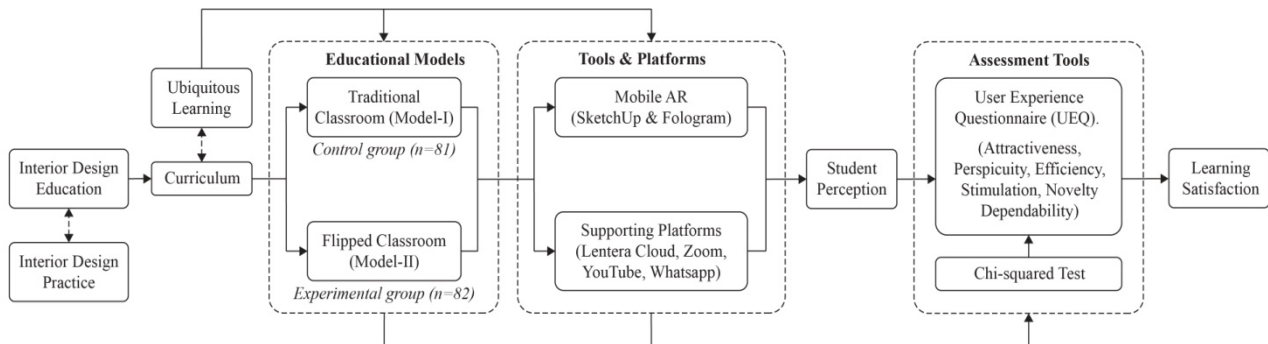 Interior Design
Education
Interior Design
Practice
Ubiquitous
Learning
Curriculum
Educational Models
Traditional
Classroom (Model-I)
Control group (n=81)
Flipped Classroom
(Model-II)
Experimental group (n=82)
Tools & Platforms
Mobile AR
(SketchUp & Fologram)
Supporting Platforms
(Lentera Cloud, Zoom,
YouTube, Whatsapp)
Student
Perception
Assessment Tools
User Experience
Questionnaire (UEQ).
(Attractiveness,
Perspicuity, Efficiency,
Stimulation, Novelty
Dependability)
Chi-squared Test
Learning
Satisfaction